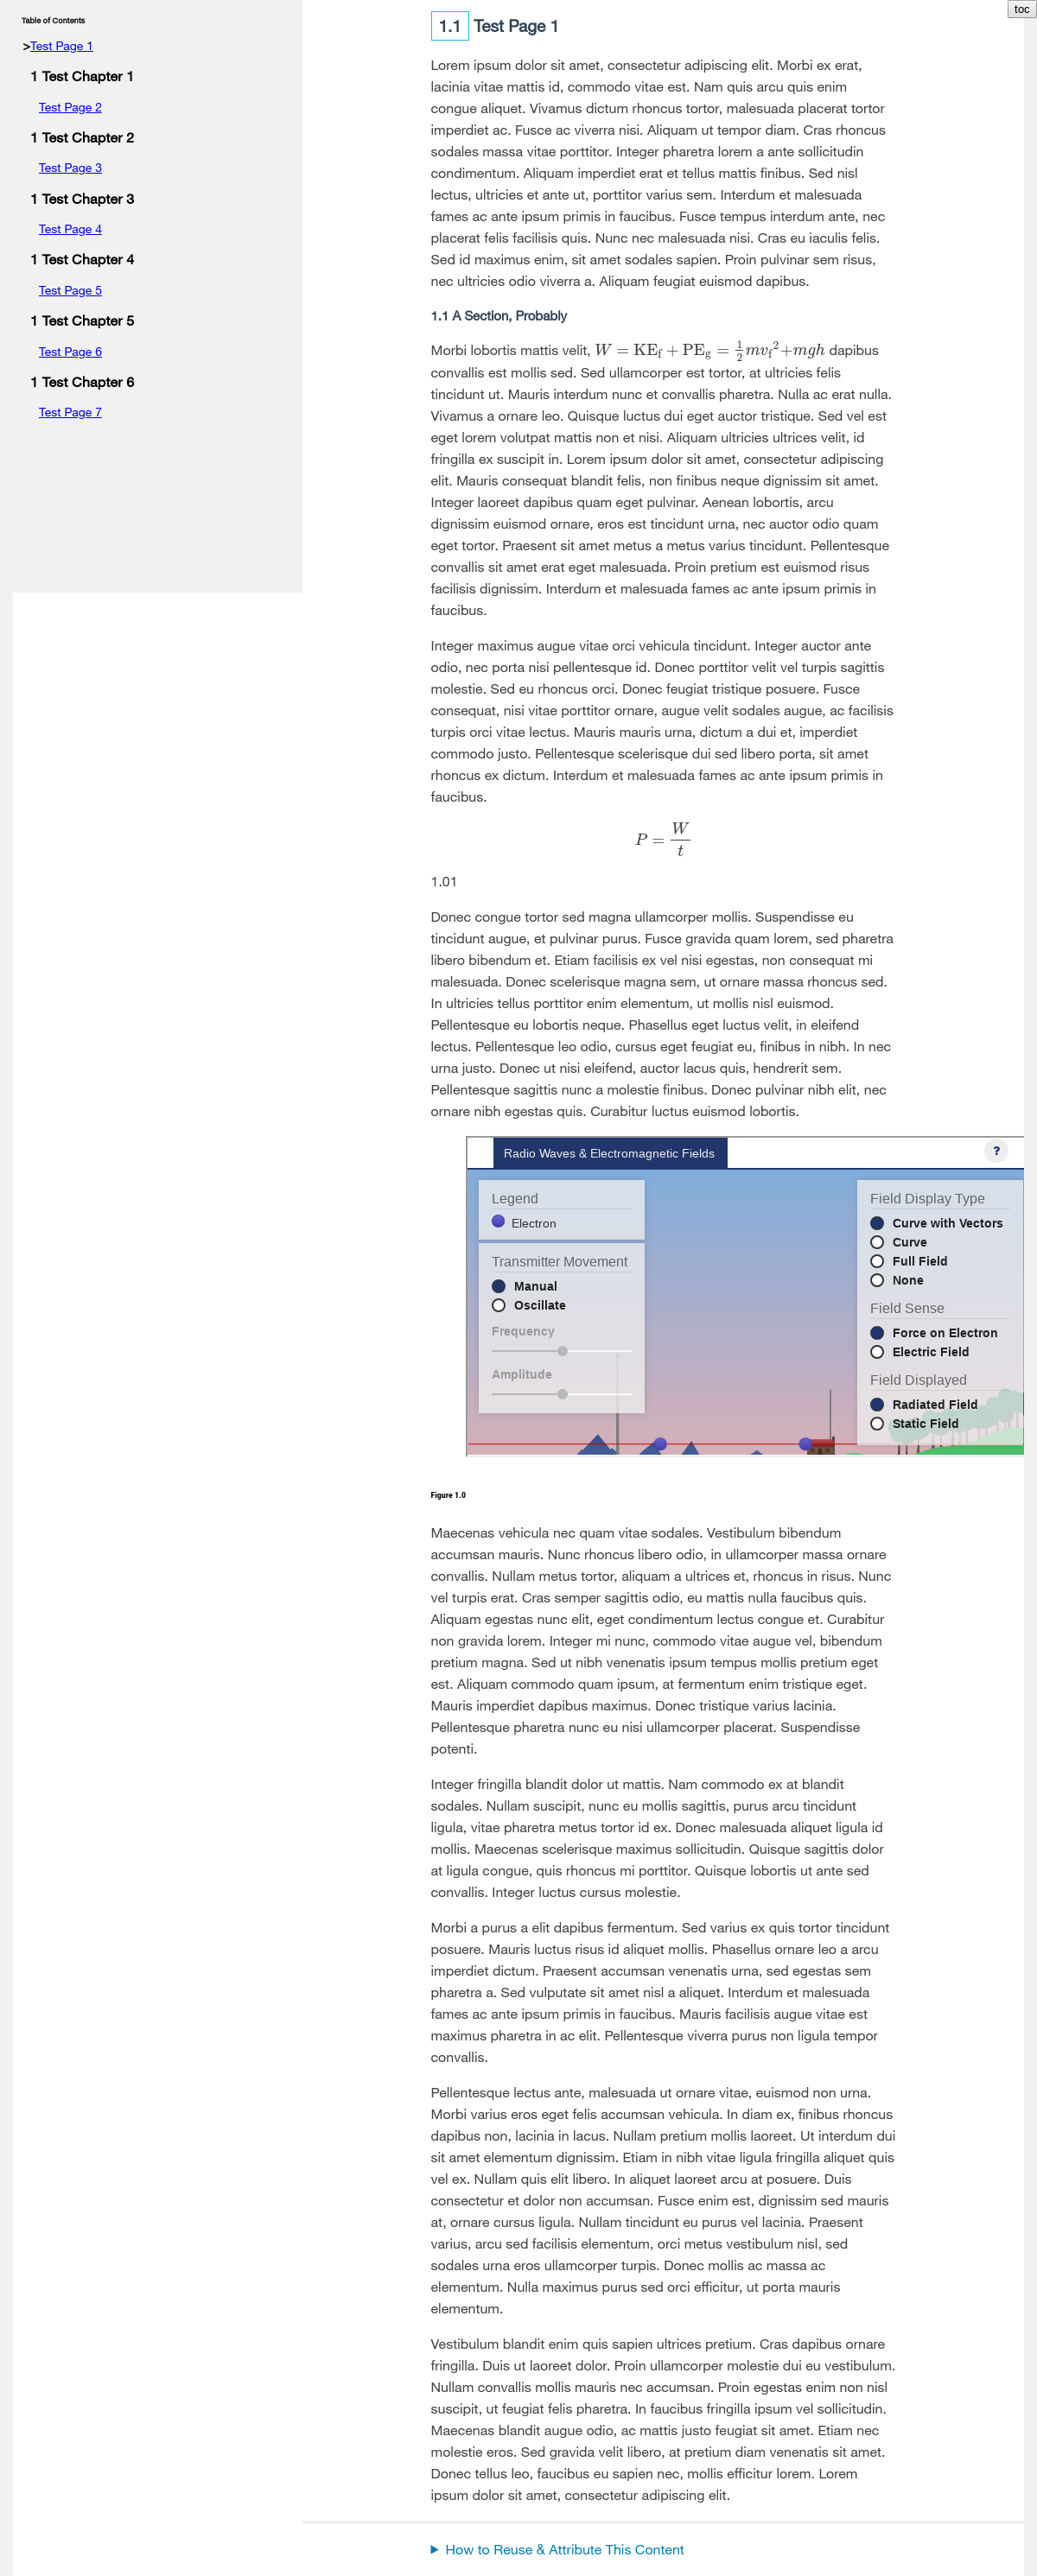 toc
Table of Contents
>Test Page 1
1 Test Chapter 1
Test Page 2
1 Test Chapter 2
Test Page 3
1 Test Chapter 3
Test Page 4
1 Test Chapter 4
Test Page 5
1 Test Chapter 5
Test Page 6
1 Test Chapter 6
Test Page 7
1.1 Test Page 1
Lorem ipsum dolor sit amet, consectetur adipiscing elit. Morbi ex erat,
lacinia vitae mattis id, commodo vitae est. Nam quis arcu quis enim
congue aliquet. Vivamus dictum rhoncus tortor, malesuada placerat tortor
imperdiet ac. Fusce ac viverra nisi. Aliquam ut tempor diam. Cras rhoncus
sodales massa vitae porttitor. Integer pharetra lorem a ante sollicitudin
condimentum. Aliquam imperdiet erat et tellus mattis finibus. Sed nisl
lectus, ultricies et ante ut, porttitor varius sem. Interdum et malesuada
fames ac ante ipsum primis in faucibus. Fusce tempus interdum ante, nec
placerat felis facilisis quis. Nunc nec malesuada nisi. Cras eu iaculis felis.
Sed id maximus enim, sit amet sodales sapien. Proin pulvinar sem risus,
nec ultricies odio viverra a. Aliquam feugiat euismod dapibus.
1.1 A Section, Probably
Morbi lobortis mattis velit, W = KE_f + PE_g = 1/2 mv_f^2 + mgh dapibus
convallis est mollis sed. Sed ullamcorper est tortor, at ultricies felis
tincidunt ut. Mauris interdum nunc et convallis pharetra. Nulla ac erat nulla.
Vivamus a ornare leo. Quisque luctus dui eget auctor tristique. Sed vel est
eget lorem volutpat mattis non et nisi. Aliquam ultricies ultrices velit, id
fringilla ex suscipit in. Lorem ipsum dolor sit amet, consectetur adipiscing
elit. Mauris consequat blandit felis, non finibus neque dignissim sit amet.
Integer laoreet dapibus quam eget pulvinar. Aenean lobortis, arcu
dignissim euismod ornare, eros est tincidunt urna, nec auctor odio quam
eget tortor. Praesent sit amet metus a metus varius tincidunt. Pellentesque
convallis sit amet erat eget malesuada. Proin pretium est euismod risus
facilisis dignissim. Interdum et malesuada fames ac ante ipsum primis in
faucibus.
Integer maximus augue vitae orci vehicula tincidunt. Integer auctor ante
odio, nec porta nisi pellentesque id. Donec porttitor velit vel turpis sagittis
molestie. Sed eu rhoncus orci. Donec feugiat tristique posuere. Fusce
consequat, nisi vitae porttitor ornare, augue velit sodales augue, ac facilisis
turpis orci vitae lectus. Mauris mauris urna, dictum a dui et, imperdiet
commodo justo. Pellentesque scelerisque dui sed libero porta, sit amet
rhoncus ex dictum. Interdum et malesuada fames ac ante ipsum primis in
faucibus.
P = W/t
1.01
Donec congue tortor sed magna ullamcorper mollis. Suspendisse eu
tincidunt augue, et pulvinar purus. Fusce gravida quam lorem, sed pharetra
libero bibendum et. Etiam facilisis ex vel nisi egestas, non consequat mi
malesuada. Donec scelerisque magna sem, ut ornare massa rhoncus sed.
In ultricies tellus porttitor enim elementum, ut mollis nisl euismod.
Pellentesque eu lobortis neque. Phasellus eget luctus velit, in eleifend
lectus. Pellentesque leo odio, cursus eget feugiat eu, finibus in nibh. In nec
urna justo. Donec ut nisi eleifend, auctor lacus quis, hendrerit sem.
Pellentesque sagittis nunc a molestie finibus. Donec pulvinar nibh elit, nec
ornare nibh egestas quis. Curabitur luctus euismod lobortis.
Radio Waves & Electromagnetic Fields
?
Legend
Electron
Transmitter Movement
Manual
Oscillate
Frequency
Amplitude
Field Display Type
Curve with Vectors
Curve
Full Field
None
Field Sense
Force on Electron
Electric Field
Field Displayed
Radiated Field
Static Field
Figure 1.0
Maecenas vehicula nec quam vitae sodales. Vestibulum bibendum
accumsan mauris. Nunc rhoncus libero odio, in ullamcorper massa ornare
convallis. Nullam metus tortor, aliquam a ultrices et, rhoncus in risus. Nunc
vel turpis erat. Cras semper sagittis odio, eu mattis nulla faucibus quis.
Aliquam egestas nunc elit, eget condimentum lectus congue et. Curabitur
non gravida lorem. Integer mi nunc, commodo vitae augue vel, bibendum
pretium magna. Sed ut nibh venenatis ipsum tempus mollis pretium eget
est. Aliquam commodo quam ipsum, at fermentum enim tristique eget.
Mauris imperdiet dapibus maximus. Donec tristique varius lacinia.
Pellentesque pharetra nunc eu nisi ullamcorper placerat. Suspendisse
potenti.
Integer fringilla blandit dolor ut mattis. Nam commodo ex at blandit
sodales. Nullam suscipit, nunc eu mollis sagittis, purus arcu tincidunt
ligula, vitae pharetra metus tortor id ex. Donec malesuada aliquet ligula id
mollis. Maecenas scelerisque maximus sollicitudin. Quisque sagittis dolor
at ligula congue, quis rhoncus mi porttitor. Quisque lobortis ut ante sed
convallis. Integer luctus cursus molestie.
Morbi a purus a elit dapibus fermentum. Sed varius ex quis tortor tincidunt
posuere. Mauris luctus risus id aliquet mollis. Phasellus ornare leo a arcu
imperdiet dictum. Praesent accumsan venenatis urna, sed egestas sem
pharetra a. Sed vulputate sit amet nisl a aliquet. Interdum et malesuada
fames ac ante ipsum primis in faucibus. Mauris facilisis augue vitae est
maximus pharetra in ac elit. Pellentesque viverra purus non ligula tempor
convallis.
Pellentesque lectus ante, malesuada ut ornare vitae, euismod non urna.
Morbi varius eros eget felis accumsan vehicula. In diam ex, finibus rhoncus
dapibus non, lacinia in lacus. Nullam pretium mollis laoreet. Ut interdum dui
sit amet elementum dignissim. Etiam in nibh vitae ligula fringilla aliquet quis
vel ex. Nullam quis elit libero. In aliquet laoreet arcu at posuere. Duis
consectetur et dolor non accumsan. Fusce enim est, dignissim sed mauris
at, ornare cursus ligula. Nullam tincidunt eu purus vel lacinia. Praesent
varius, arcu sed facilisis elementum, orci metus vestibulum nisl, sed
sodales urna eros ullamcorper turpis. Donec mollis ac massa ac
elementum. Nulla maximus purus sed orci efficitur, ut porta mauris
elementum.
Vestibulum blandit enim quis sapien ultrices pretium. Cras dapibus ornare
fringilla. Duis ut laoreet dolor. Proin ullamcorper molestie dui eu vestibulum.
Nullam convallis mollis mauris nec accumsan. Proin egestas enim non nisl
suscipit, ut feugiat felis pharetra. In faucibus fringilla ipsum vel sollicitudin.
Maecenas blandit augue odio, ac mattis justo feugiat sit amet. Etiam nec
molestie eros. Sed gravida velit libero, at pretium diam venenatis sit amet.
Donec tellus leo, faucibus eu sapien nec, mollis efficitur lorem. Lorem
ipsum dolor sit amet, consectetur adipiscing elit.
How to Reuse & Attribute This Content